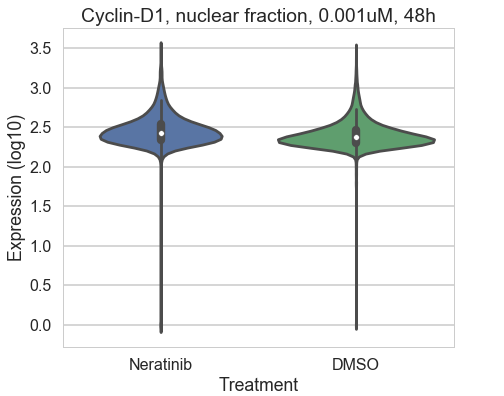 Cyclin-D1, nuclear fraction, 0.001uM, 48h
Expression (log10)
3.5
3.0
2.5
2.0
1.5
1.0
0.5
0.0
Neratinib DMSO
Treatment